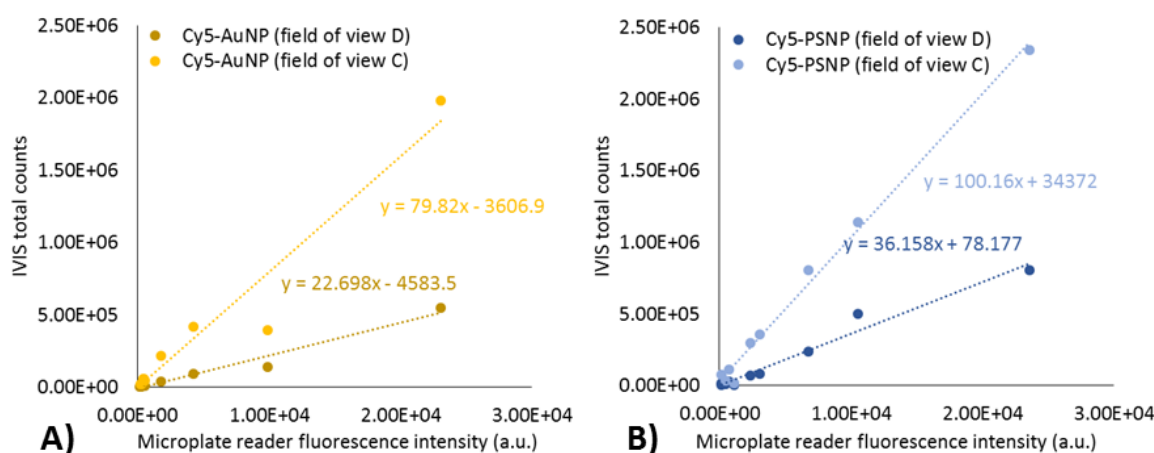 2.50E+06
Cy5-AuNP (field of view D)
Cy5-AuNP (field of view C)
2.00E+06
1.50E+06
1.00E+06
5.00E+05
0.00E+00
IVIS total counts
y = 79.82x - 3606.9
y = 22.698x - 4583.5
0.00E+00 1.00E+04 2.00E+04 3.00E+04
A) Microplate reader fluorescence intensity (a.u.)
2.50E+06
Cy5-PSNP (field of view D)
Cy5-PSNP (field of view C)
2.00E+06
1.50E+06
1.00E+06
5.00E+05
0.00E+00
IVIS total counts
y = 100.16x + 34372
y = 36.158x + 78.177
0.00E+00 1.00E+04 2.00E+04 3.00E+04
B) Microplate reader fluorescence intensity (a.u.)